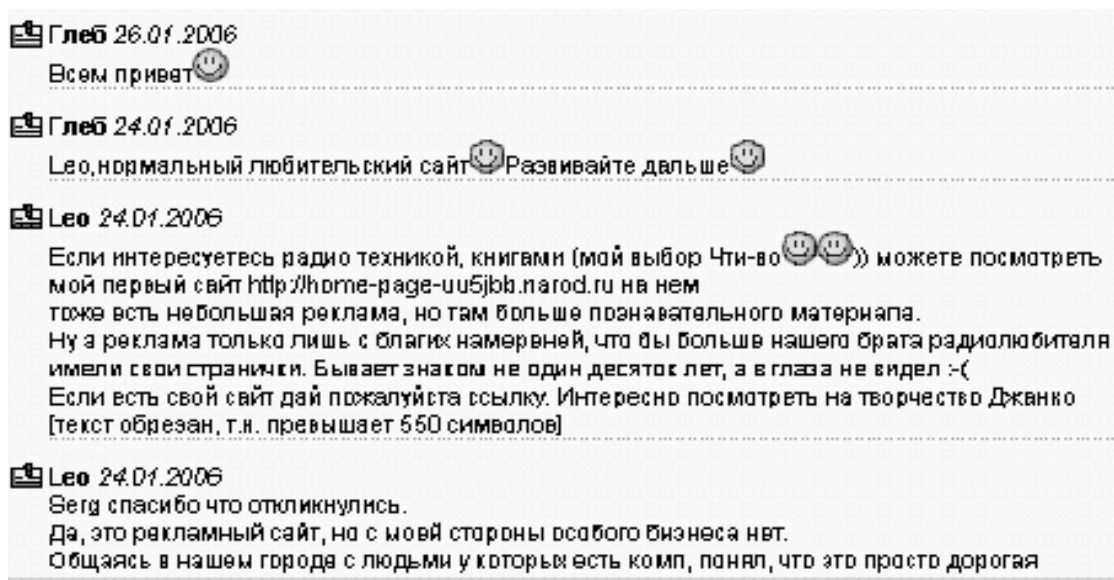 Глеб 26.01.2006
Всем привет
Глеб 24.01.2006
Leo,нормальный любительский сайт Развивайте дальше
Leo 24.01.2006
Если интересуетесь радио техникой, книгами (мой выбор Чти-во )) можете посмотреть
мой первый сайт http://home-page-uu5jbb.narod.ru на нем
тоже есть небольшая реклама, но там больше познавательного материала.
Ну а реклама только лишь с благих намервней, что бы больше нашего брата радиолюбителя
имели свои странички. Бывает знаком не один десяток лет, а в глаза не видел :-(
Если есть свой сайт дай пожалуйста ссылку. Интересно посмотреть на творчество Джанко
[текст обрезан, т.н. превышает 550 символов]
Leo 24.01.2006
Serg спасибо что откликнулись.
Да, это рекламный сайт, но с моей стороны особого бизнеса нет.
Общаясь в нашем городе с людьми у которых есть комп, понял, что это просто дорогая